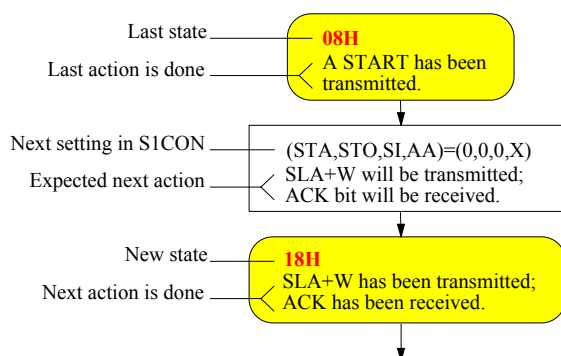 Last state
08H
Last action is done
A START has been
transmitted.
Next setting in S1CON
(STA,STO,SI,AA)=(0,0,0,X)
Expected next action
SLA+W will be transmitted;
ACK bit will be received.
New state
18H
Next action is done
SLA+W has been transmitted;
ACK has been received.